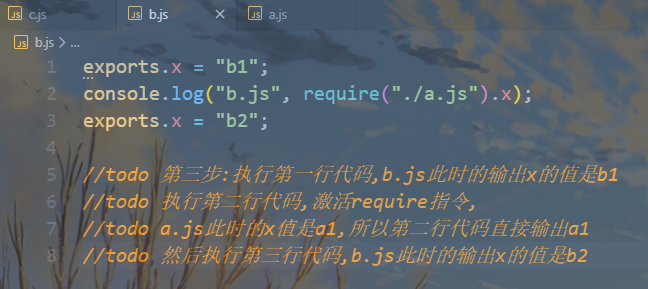 JS c.js JS b.js × JS a.js
JS b.js > ...
1 exports.x = "b1";
2 console.log("b.js", require("./a.js").x);
3 exports.x = "b2";
4
5 //todo 第三步:执行第一行代码,b.js此时的输出x的值是b1
6 //todo 执行第二行代码,激活require指令,
7 //todo a.js此时的x值是a1,所以第二行代码直接输出a1
8 //todo 然后执行第三行代码,b.js此时的输出x的值是b2